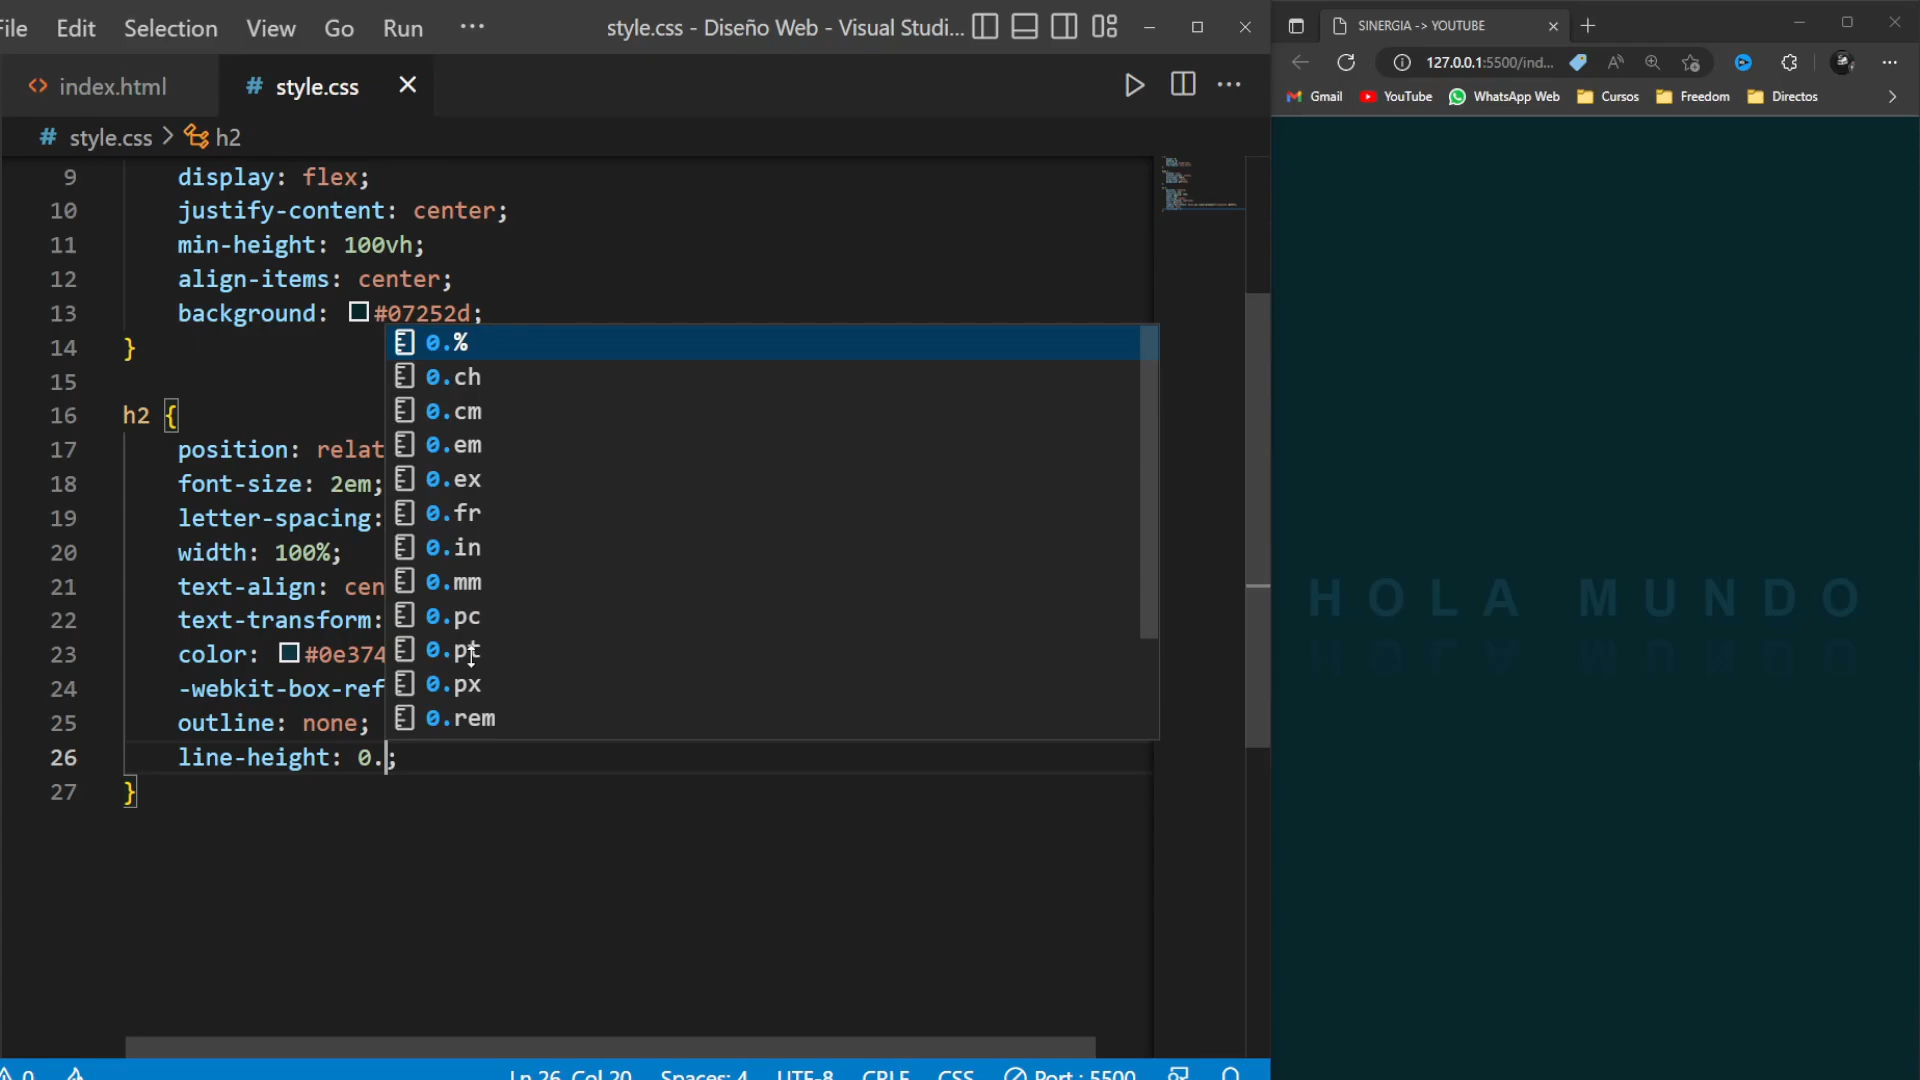 File Edit Selection View Go Run ...
style.css - Diseño Web - Visual Studi...
SINERGIA -> YOUTUBE
index.html
# style.css
127.0.0.1:5500/ind...
Gmail YouTube WhatsApp Web Cursos Freedom Directos
# style.css > h2
9 display: flex;
10 justify-content: center;
11 min-height: 100vh;
12 align-items: center;
13 background: #07252d;
14 }
15
16 h2 {
17 position: relat
18 font-size: 2em;
19 letter-spacing:
20 width: 100%;
21 text-align: cen
22 text-transform:
23 color: #0e374
24 -webkit-box-ref
25 outline: none;
26 line-height: 0.;
27 }
0.%
0.ch
0.cm
0.em
0.ex
0.fr
0.in
0.mm
0.pc
0.pt
0.px
0.rem
HOLA MUNDO
HOLA MUNDO
0 Ln 26, Col 20 Spaces: 4 UTF-8 CRLF CSS Port : 5500